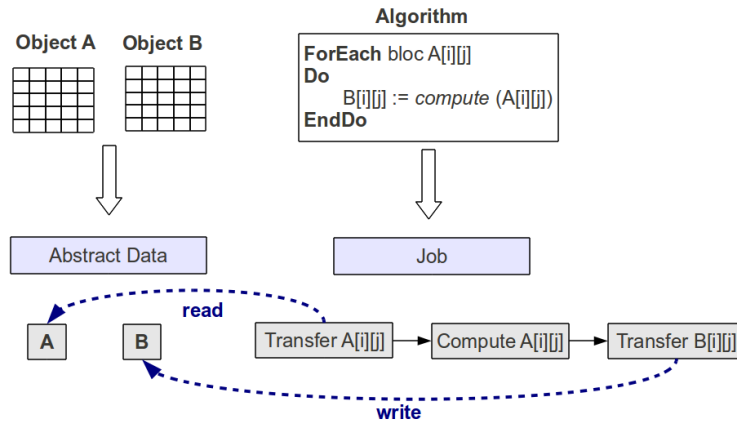 Algorithm
Object A
Object B
ForEach bloc A[i][j]
Do
B[i][j] := compute (A[i][j])
EndDo
Abstract Data
Job
read
A
B
Transfer A[i][j]
Compute A[i][j]
Transfer B[i][j]
write